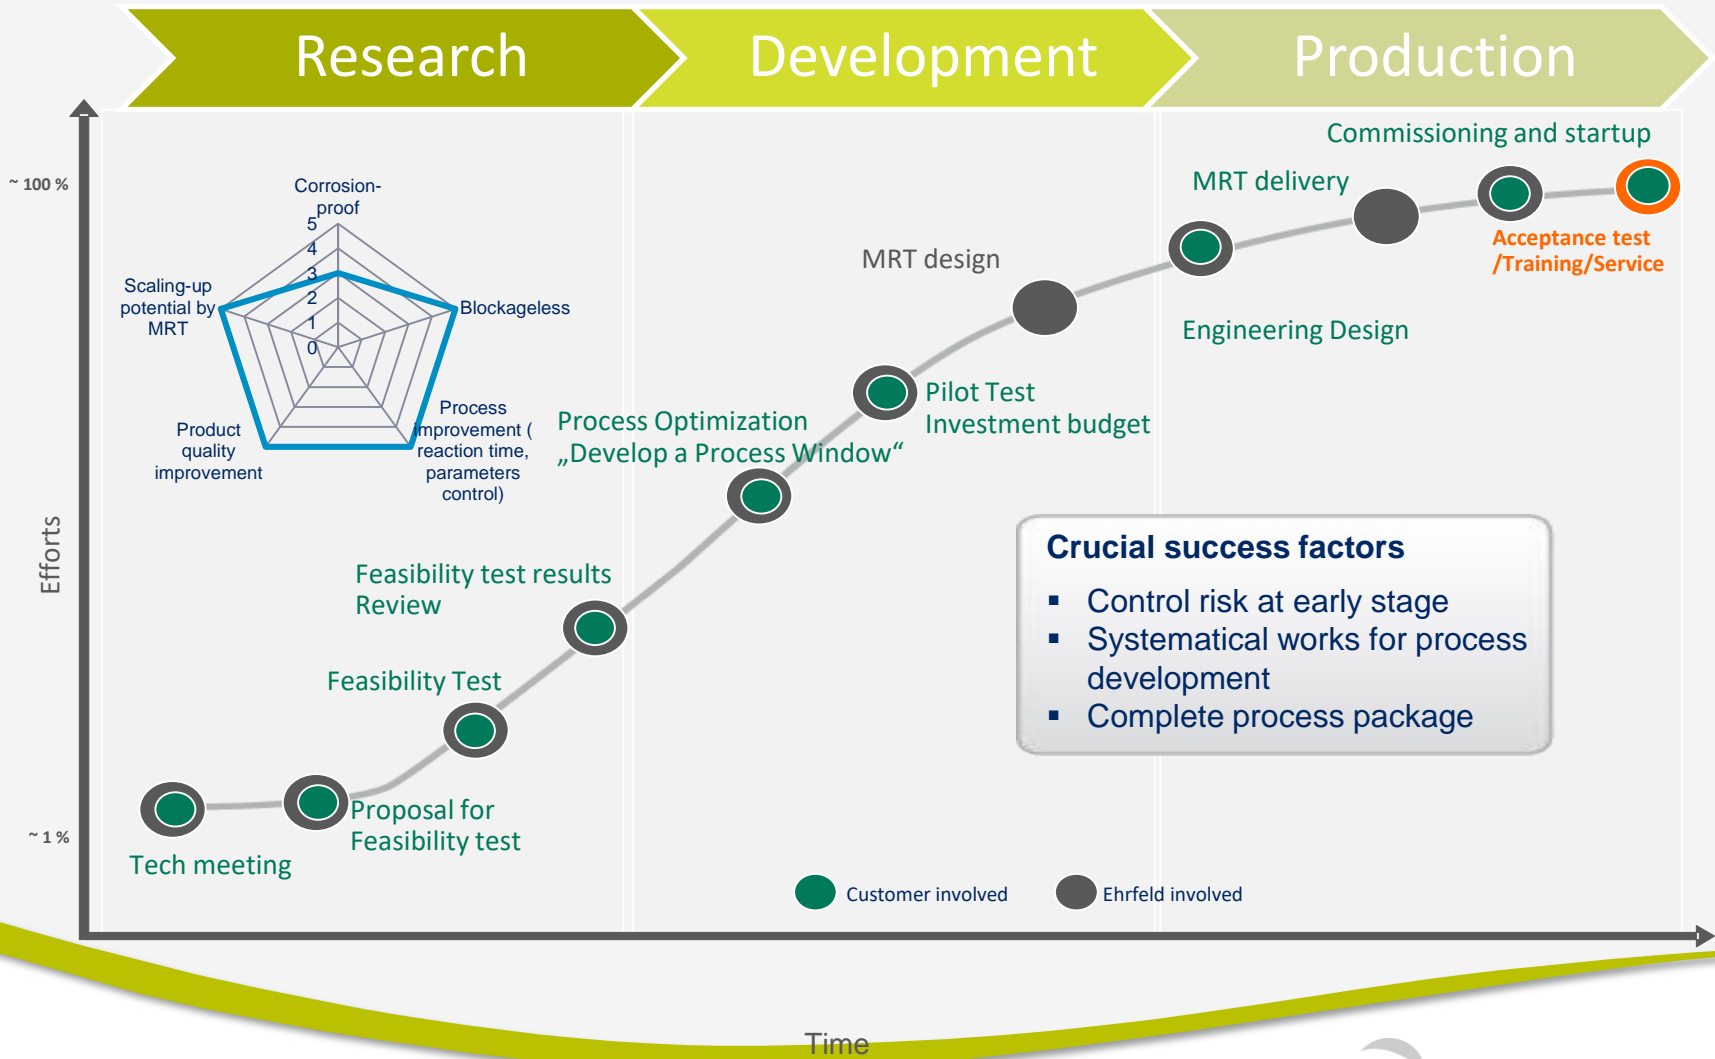 Research
Development
Production
~ 100 %
Efforts
~ 1 %
Corrosion-
proof
5
4
3
2
1
0
Scaling-up
potential by
MRT
Blockageless
Product
quality
improvement
Process
improvement (
reaction time,
parameters
control)
Tech meeting
Proposal for
Feasibility test
Feasibility Test
Feasibility test results
Review
Process Optimization
„Develop a Process Window“
Pilot Test
Investment budget
MRT design
Engineering Design
MRT delivery
Commissioning and startup
Acceptance test
/Training/Service
Crucial success factors
▪ Control risk at early stage
▪ Systematical works for process
development
▪ Complete process package
Customer involved
Ehrfeld involved
Time